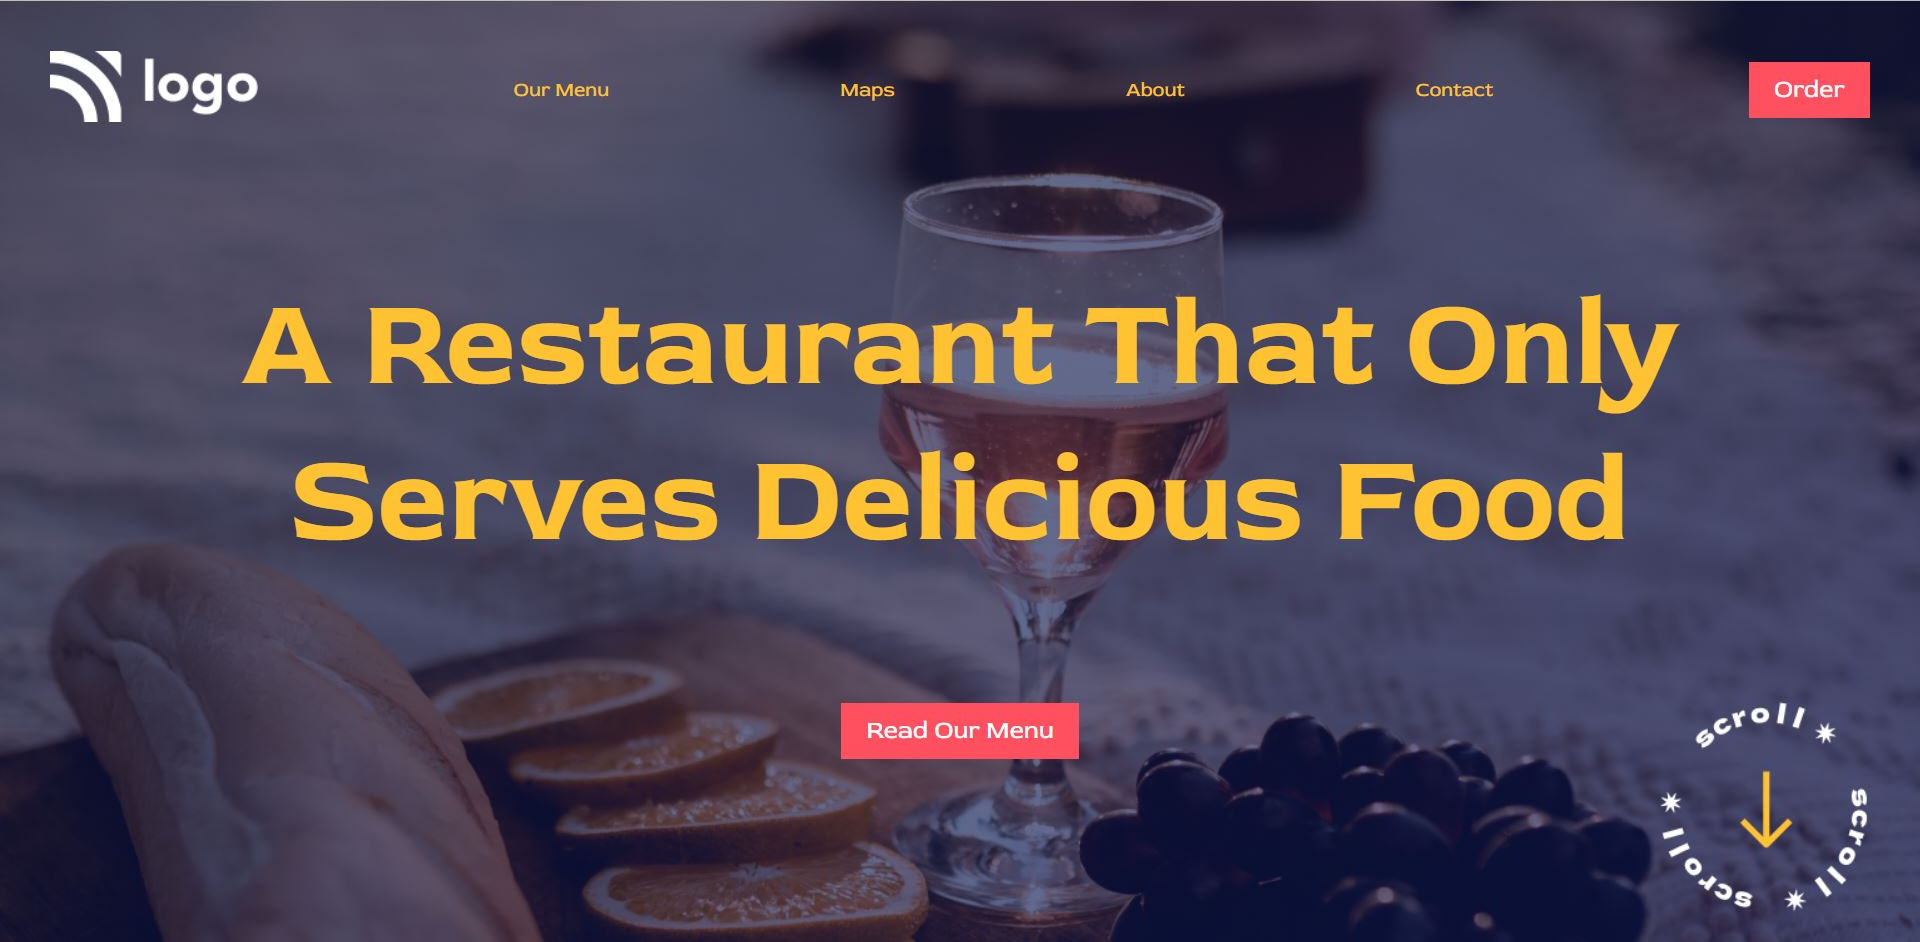 logo
Our Menu
Maps
About
Contact
Order
A Restaurant That Only
Serves Delicious Food
Read Our Menu
scroll
scroll
scroll